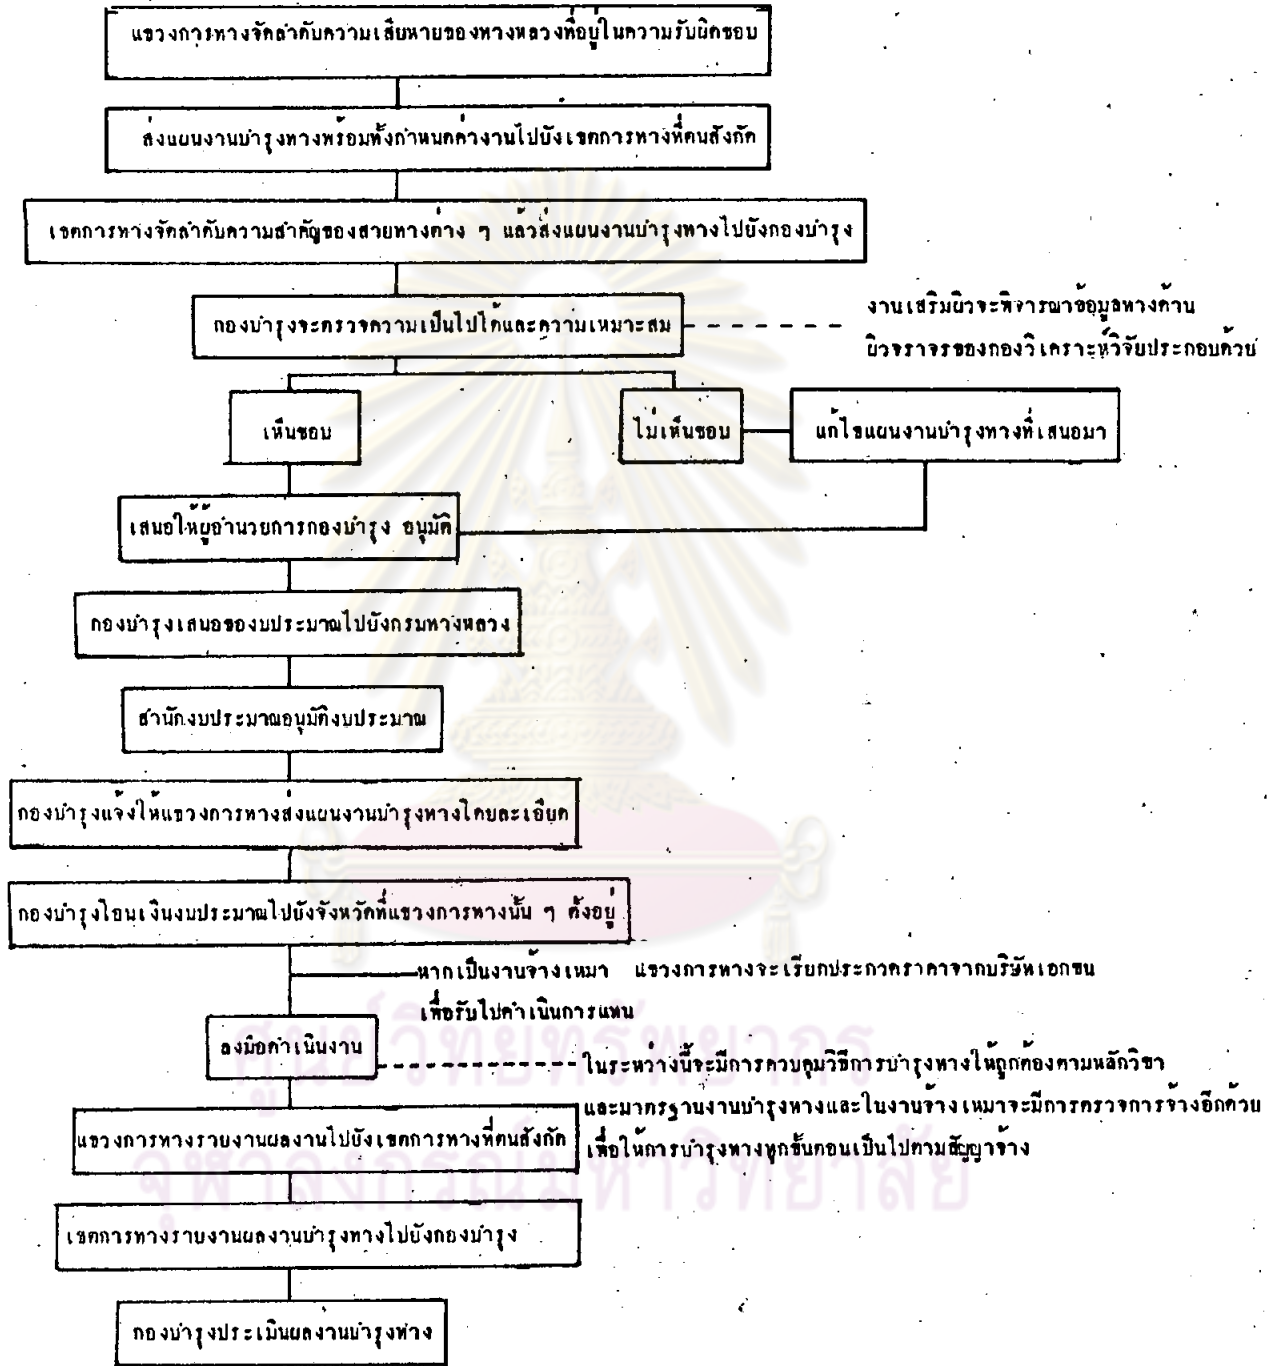 แขวงการทางจัดลำดับความเสียหายของทางหลวงที่อยู่ในความรับผิดชอบ
ส่งแผนงานบำรุงทางพร้อมทั้งกำหนดค่างานไปยังเขตการทางที่ตนสังกัด
เขตการทางจัดลำดับความสำคัญของสายทางต่าง ๆ แล้วส่งแผนงานบำรุงทางไปยังกองบำรุง
กองบำรุงจะตรวจความเป็นไปได้และความเหมาะสม
งานเสริมผิวจะพิจารณาข้อมูลทางด้าน
ผิวจราจรของกองวิเคราะห์วิจัยประกอบด้วย
เห็นชอบ
ไม่เห็นชอบ
แก้ไขแผนงานบำรุงทางที่เสนอมา
เสนอให้ผู้อำนวยการกองบำรุง อนุมัติ
กองบำรุงเสนอของบประมาณไปยังกรมทางหลวง
สำนักงบประมาณอนุมัติงบประมาณ
กองบำรุงแจ้งให้แขวงการทางส่งแผนงานบำรุงทางโดยละเอียด
กองบำรุงโอนเงินงบประมาณไปยังจังหวัดที่แขวงการทางนั้น ๆ ตั้งอยู่
หากเป็นงานจ้างเหมา แขวงการทางจะเรียกประกวดราคาจากบริษัทเอกชน
เพื่อรับไปดำเนินการแทน
ลงมือดำเนินงาน
ในระหว่างนี้จะมีการควบคุมวิธีการบำรุงทางให้ถูกต้องตามหลักวิชา
และมาตรฐานงานบำรุงทางและในงานจ้างเหมาจะมีการตรวจการจ้างอีกด้วย
เพื่อให้การบำรุงทางทุกขั้นตอนเป็นไปตามสัญญาจ้าง
แขวงการทางรายงานผลงานไปยังเขตการทางที่ตนสังกัด
เขตการทางรายงานผลงานบำรุงทางไปยังกองบำรุง
กองบำรุงประเมินผลงานบำรุงทาง
ศูนย์วิทยทรัพยากร
จุฬาลงกรณ์มหาวิทยาลัย